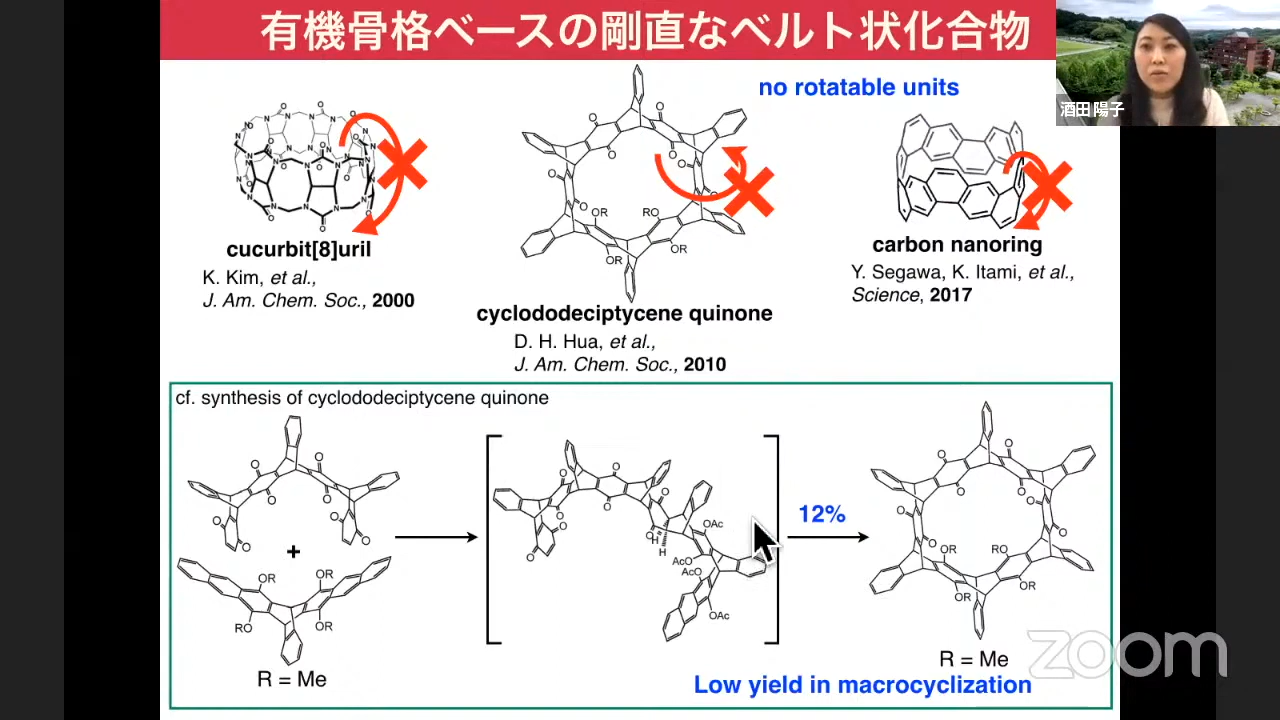 有機骨格ベースの剛直なベルト状化合物
酒田 陽子
no rotatable units
cucurbit[8]uril
K. Kim, et al.,
J. Am. Chem. Soc., 2000
cyclododeciptycene quinone
D. H. Hua, et al.,
J. Am. Chem. Soc., 2010
carbon nanoring
Y. Segawa, K. Itami, et al.,
Science, 2017
cf. synthesis of cyclododeciptycene quinone
+
R = Me
12%
R = Me
Low yield in macrocyclization
zoom